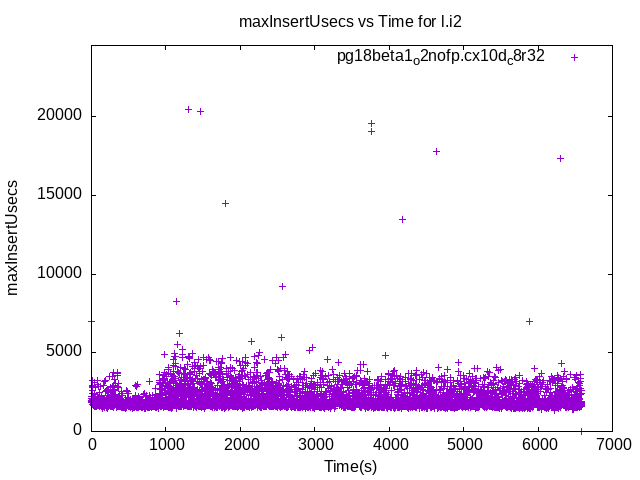 maxInsertUsecs vs Time for l.i2
pg18beta1_o2nofp.cx10d_c8r32
maxInsertUsecs
20000
15000
10000
5000
0
0 1000 2000 3000 4000 5000 6000 7000
Time(s)